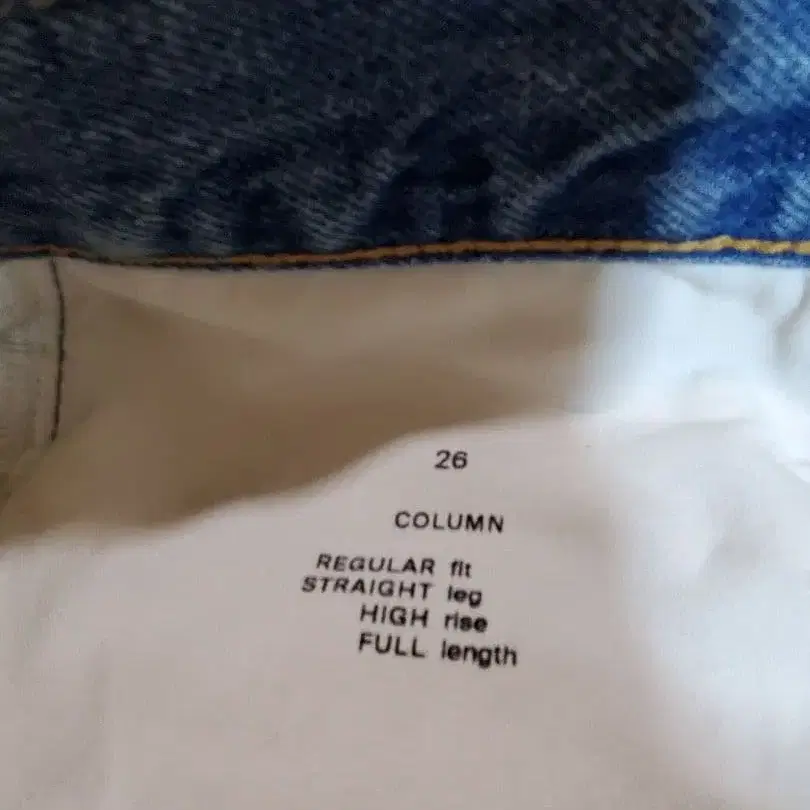 26
COLUMN
REGULAR fit
STRAIGHT leg
HIGH rise
FULL length